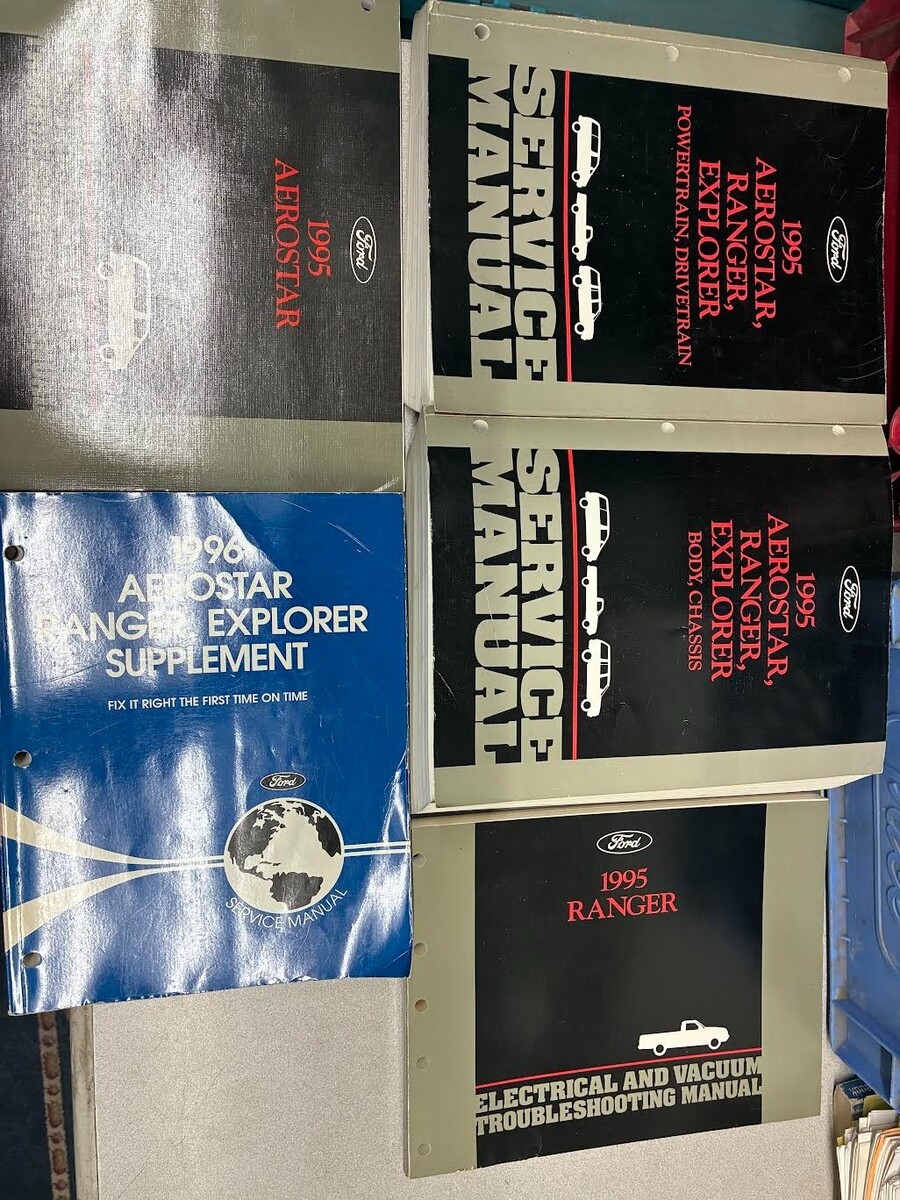 Ford
1995
AEROSTAR
Ford
1995
AEROSTAR,
RANGER,
EXPLORER
POWERTRAIN, DRIVETRAIN
SERVICE
MANUAL
1996
AEROSTAR
RANGER, EXPLORER
SUPPLEMENT
FIX IT RIGHT THE FIRST TIME ON TIME
Ford
SERVICE MANUAL
Ford
1995
AEROSTAR,
RANGER,
EXPLORER
BODY, CHASSIS
SERVICE
MANUAL
Ford
1995
RANGER
ELECTRICAL AND VACUUM
TROUBLESHOOTING MANUAL